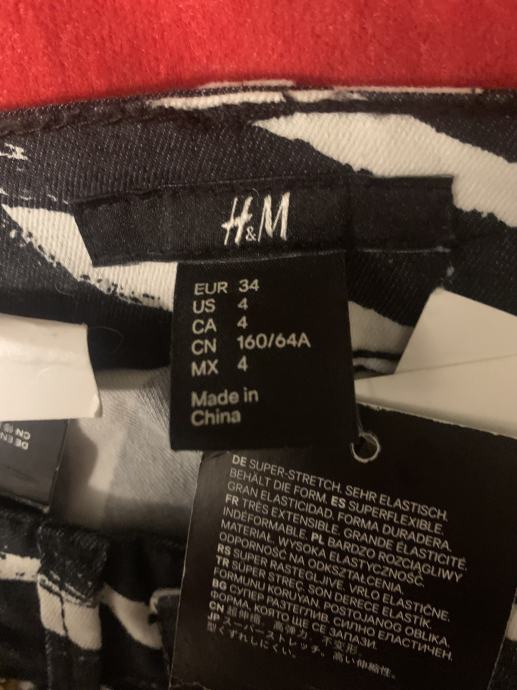 H&M
EUR 34
US 4
CA 4
CN 160/64A
MX 4
Made in
China
DE SUPER-STRETCH, SEHR ELASTISCH,
BEHÄLT DIE FORM. ES SUPERFLEXIBLE,
GRAN ELASTICIDAD, FORMA DURADERA.
FR TRÈS EXTENSIBLE, GRANDE ÉLASTICITÉ,
INDÉFORMABLE. PL BARDZO ROZCIĄGLIWY
MATERIAŁ, WYSOKA ELASTYCZNOŚĆ,
ODPORNOŚĆ NA ODKSZTAŁCENIA.
RS SUPER RASTEGLJIVE, VRLO ELASTIČNE.
TR SÜPER STREÇ, SON DERECE ELASTİK,
FORMUNU KORUYAN. POSTOJANOG OBLIKA.
BG СУПЕР РАЗТЕГЛИВ, СИЛНО ЕЛАСТИЧЕН,
ФОРМА, КОЯТО ЩЕ СЕ ЗАПАЗИ.
CN 超伸缩，高弹力，不变形。
JP スーパーストレッチ、高い伸縮性。
型くずれしにくい。
DE EN
CN